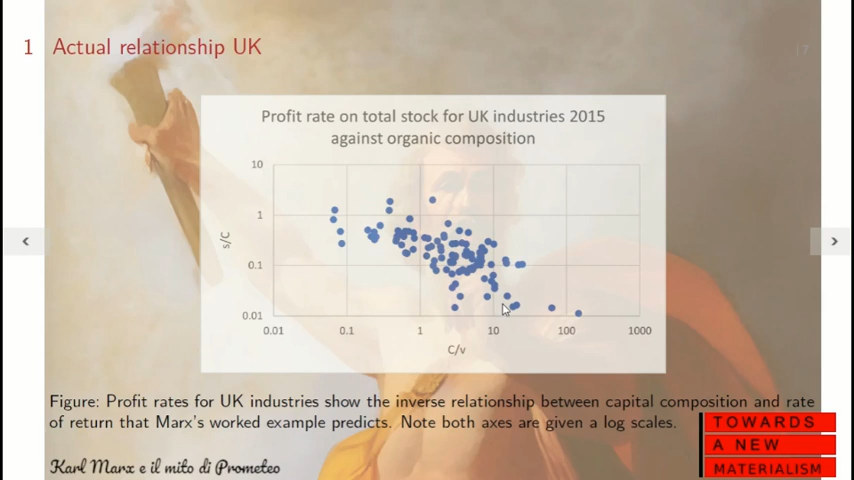 1 Actual relationship UK
17
Profit rate on total stock for UK industries 2015
against organic composition
10
1
0.1
0.01
s/C
0.01 0.1 1 10 100 1000
C/v
Figure: Profit rates for UK industries show the inverse relationship between capital composition and rate
of return that Marx's worked example predicts. Note both axes are given a log scales.
Karl Marx e il mito di Prometeo
TOWARDS
A NEW
MATERIALISM